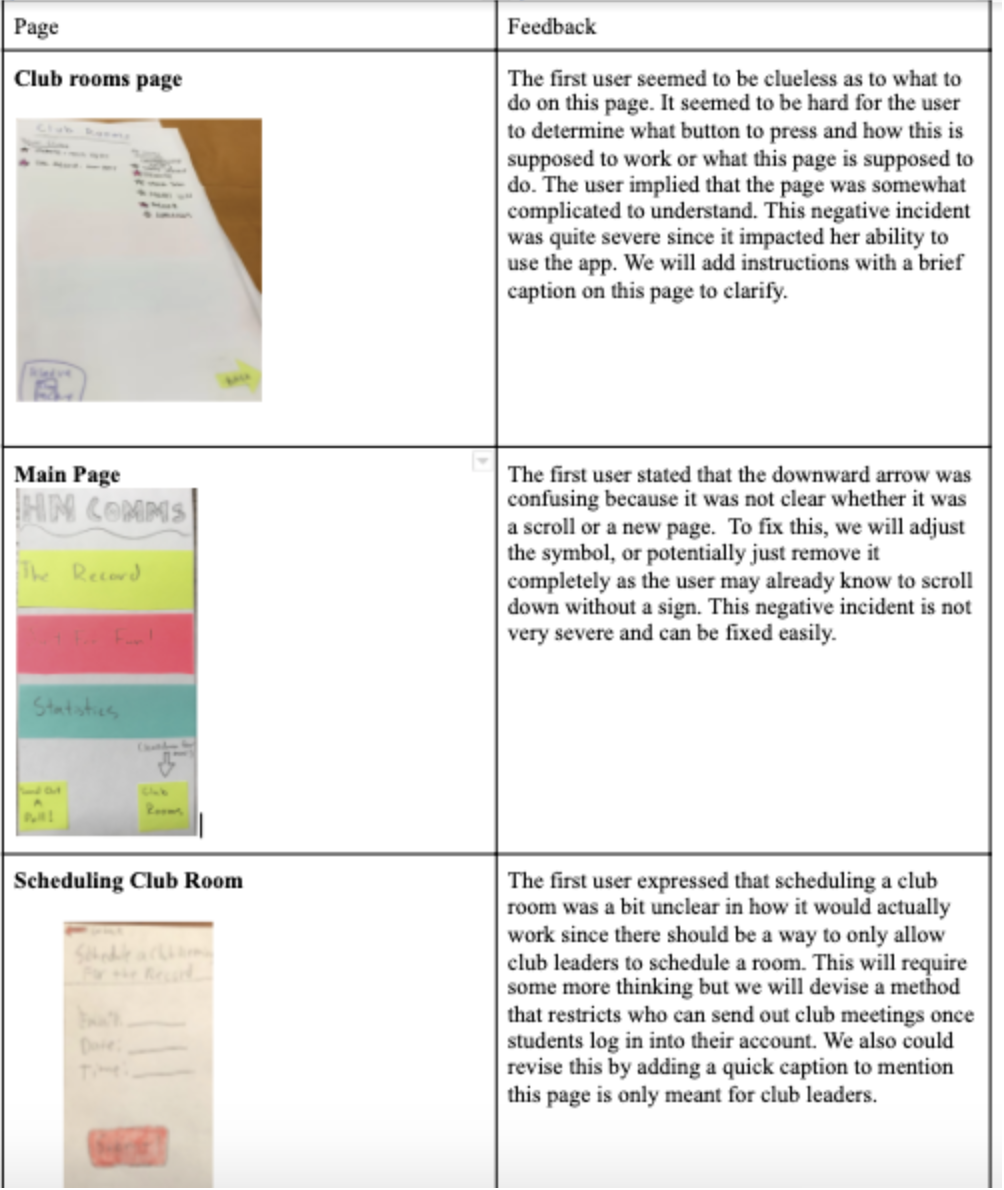 Page
Feedback
Club rooms page
Club Rooms
BACK
The first user seemed to be clueless as to what to
do on this page. It seemed to be hard for the user
to determine what button to press and how this is
supposed to work or what this page is supposed to
do. The user implied that the page was somewhat
complicated to understand. This negative incident
was quite severe since it impacted her ability to
use the app. We will add instructions with a brief
caption on this page to clarify.
Main Page
HN COMMS
The Record
Statistics
Send Out
A
Poll!
Club
Rooms
The first user stated that the downward arrow was
confusing because it was not clear whether it was
a scroll or a new page.  To fix this, we will adjust
the symbol, or potentially just remove it
completely as the user may already know to scroll
down without a sign. This negative incident is not
very severe and can be fixed easily.
Scheduling Club Room
Schedule a Club Room
For the Record
Date:
Time:
The first user expressed that scheduling a club
room was a bit unclear in how it would actually
work since there should be a way to only allow
club leaders to schedule a room. This will require
some more thinking but we will devise a method
that restricts who can send out club meetings once
students log in into their account. We also could
revise this by adding a quick caption to mention
this page is only meant for club leaders.